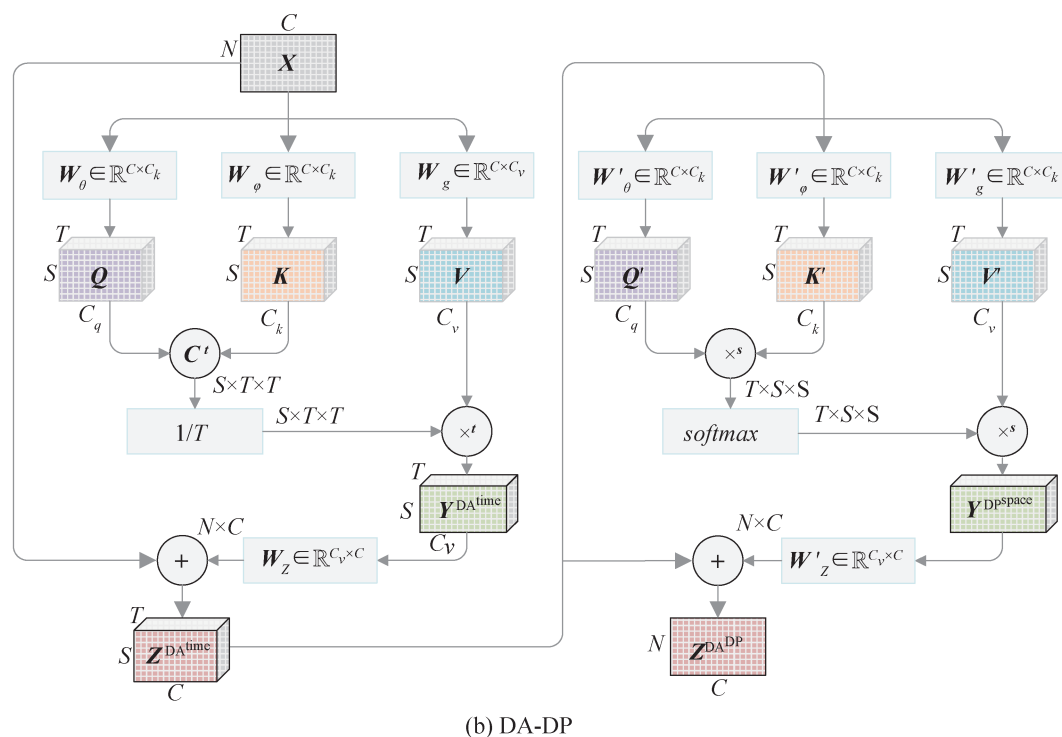 C
N
X
W_θ∈ℝ^{C×C_k}
W_φ∈ℝ^{C×C_k}
W_g∈ℝ^{C×C_v}
W'_θ∈ℝ^{C×C_k}
W'_φ∈ℝ^{C×C_k}
W'_g∈ℝ^{C×C_k}
T
S
Q
C_q
T
S
K
C_k
T
S
V
C_v
T
S
Q'
C_q
T
S
K'
C_k
T
S
V'
C_v
C^t
S×T×T
1/T
S×T×T
×^t
×^s
T×S×S
softmax
T×S×S
×^s
T
S
Y^{DA^{time}}
Cv
Y^{DP^{space}}
N×C
+
W_Z∈ℝ^{C_v×C}
N×C
+
W'_Z∈ℝ^{C_v×C}
T
S
Z^{DA^{time}}
C
N
Z^{DA^{DP}}
C
(b) DA-DP